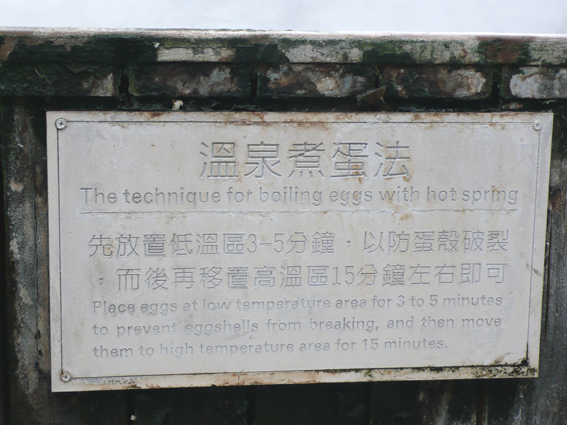 溫泉煮蛋法
The technique for boiling eggs with hot spring
先放置低溫區3-5分鐘，以防蛋殼破裂
，而後再移置高溫區15分鐘左右即可
Place eggs at low temperature area for 3 to 5 minutes
to prevent eggshells from breaking, and then move
them to high temperature area for 15 minutes.